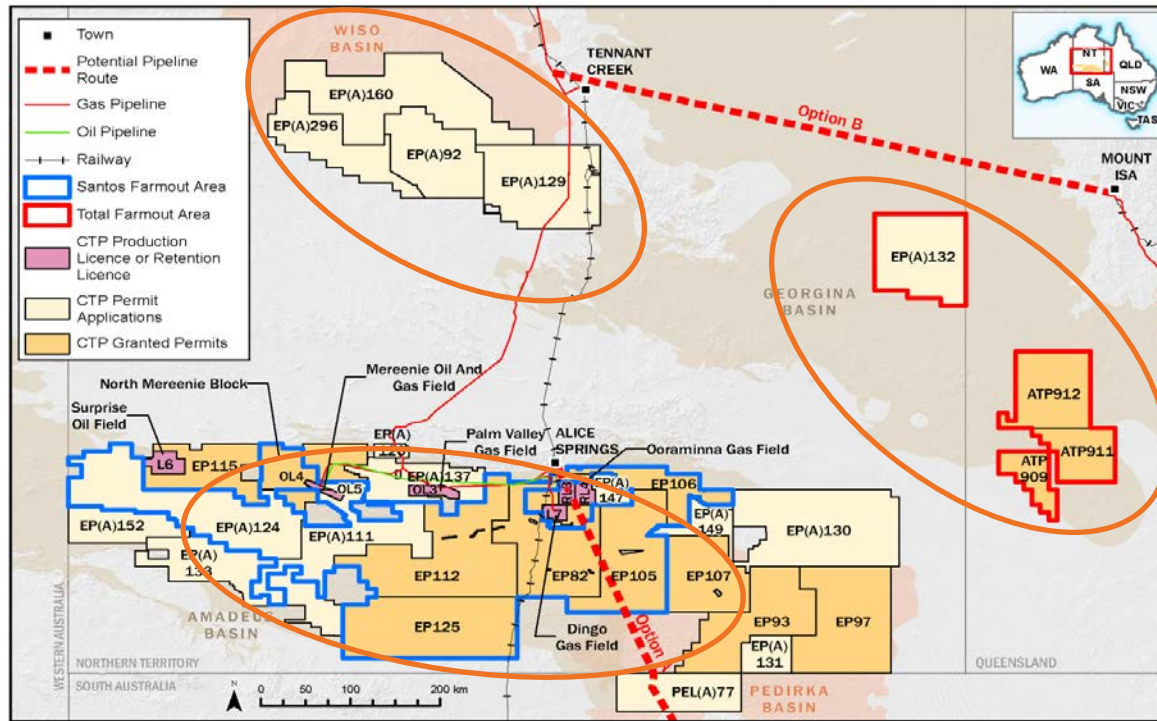 Town
Potential Pipeline
Route
Gas Pipeline
Oil Pipeline
Railway
Santos Farmout Area
Total Farmout Area
CTP Production
Licence or Retention
Licence
CTP Permit
Applications
CTP Granted Permits
WISO
BASIN
TENNANT
CREEK
EP(A)160
EP(A)296
EP(A)92
EP(A)129
Option B
MOUNT
ISA
WA
NT
QLD
SA
NSW
VIC
TAS
EP(A)132
GEORGINA
BASIN
ATP912
ATP911
ATP
909
North Mereenie Block
Mereenie Oil And
Gas Field
Surprise
Oil Field
Palm Valley
Gas Field
ALICE
SPRINGS
Ooraminna Gas Field
L6
EP115
OL4
OL5
EP(A)
OL3
EP(A)137
RL3
EP(A)
147
EP106
L7
EP(A)
149
EP(A)130
EP(A)152
EP(A)124
EP(A)111
EP(A)
133
EP112
EP82
EP105
EP107
EP125
EP93
EP97
EP(A)
131
AMADEUS
BASIN
Dingo
Gas Field
Option
WESTERN AUSTRALIA
NORTHERN TERRITORY
SOUTH AUSTRALIA
QUEENSLAND
PEL(A)77
PEDIRKA
BASIN
N
0 50 100 200 km